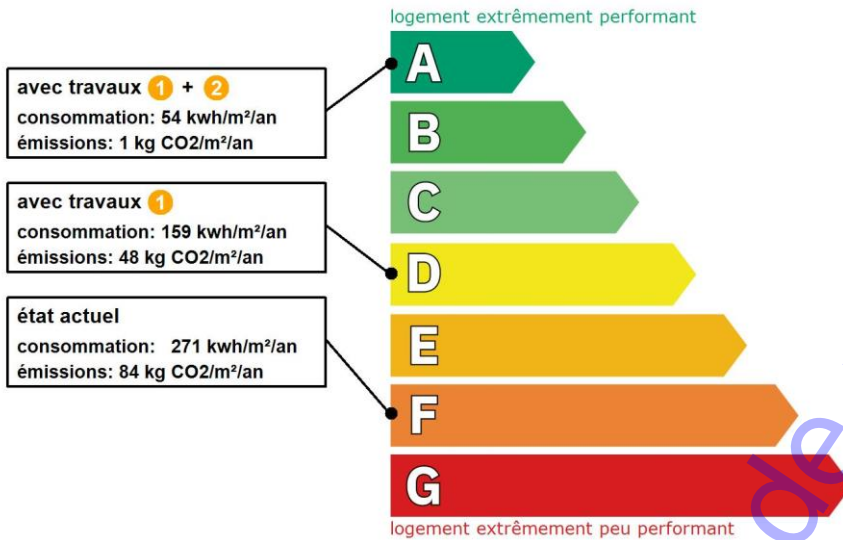 logement extrêmement performant
A
avec travaux 1 + 2
consommation: 54 kwh/m²/an
émissions: 1 kg CO2/m²/an
B
avec travaux 1
consommation: 159 kwh/m²/an
émissions: 48 kg CO2/m²/an
C
D
état actuel
consommation: 271 kwh/m²/an
émissions: 84 kg CO2/m²/an
E
F
G
de
logement extrêmement peu performant